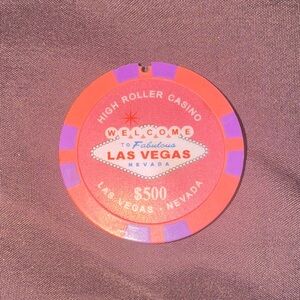 HIGH ROLLER CASINO
WELCOME
TO Fabulous
LAS VEGAS
NEVADA
$500
LAS VEGAS • NEVADA